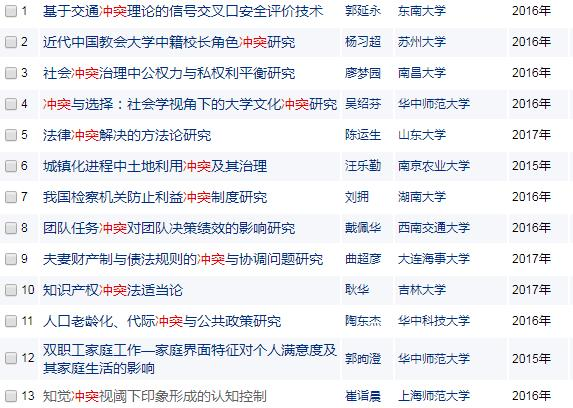 1 基于交通冲突理论的信号交叉口安全评价技术 郭延永 东南大学 2016年
2 近代中国教会大学中籍校长角色冲突研究 杨习超 苏州大学 2016年
3 社会冲突治理中公权力与私权利平衡研究 廖梦园 南昌大学 2016年
4 冲突与选择：社会学视角下的大学文化冲突研究 吴绍芬 华中师范大学 2016年
5 法律冲突解决的方法论研究 陈运生 山东大学 2017年
6 城镇化进程中土地利用冲突及其治理 汪乐勤 南京农业大学 2015年
7 我国检察机关防止利益冲突制度研究 刘拥 湖南大学 2016年
8 团队任务冲突对团队决策绩效的影响研究 戴佩华 西南交通大学 2016年
9 夫妻财产制与债法规则的冲突与协调问题研究 曲超彦 大连海事大学 2017年
10 知识产权冲突法适当论 耿华 吉林大学 2017年
11 人口老龄化、代际冲突与公共政策研究 陶东杰 华中科技大学 2016年
12 双职工家庭工作—家庭界面特征对个人满意度及 郭昫澄 华中师范大学 2015年
其家庭生活的影响
13 知觉冲突视阈下印象形成的认知控制 崔诣晨 上海师范大学 2016年